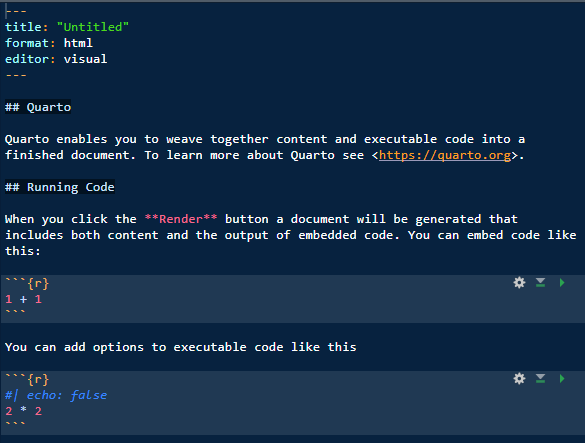 ---
title: "Untitled"
format: html
editor: visual
---
## Quarto
Quarto enables you to weave together content and executable code into a
finished document. To learn more about Quarto see <https://quarto.org>.
## Running Code
When you click the **Render** button a document will be generated that
includes both content and the output of embedded code. You can embed code like
this:
```{r}
1 + 1
```
You can add options to executable code like this
```{r}
#| echo: false
2 * 2
```